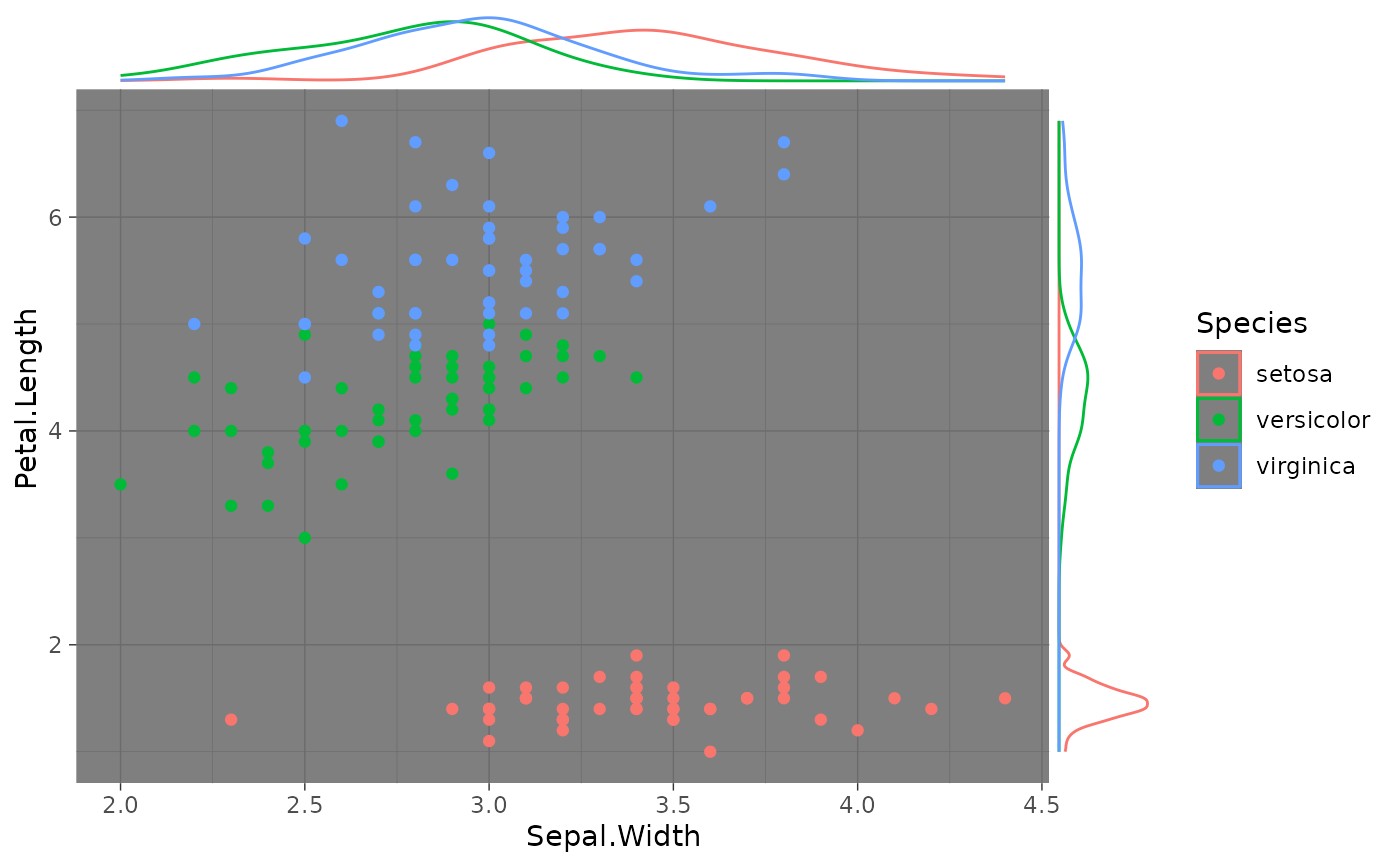 6
4
2
Petal.Length
2.0 2.5 3.0 3.5 4.0 4.5
Sepal.Width
Species
setosa
versicolor
virginica